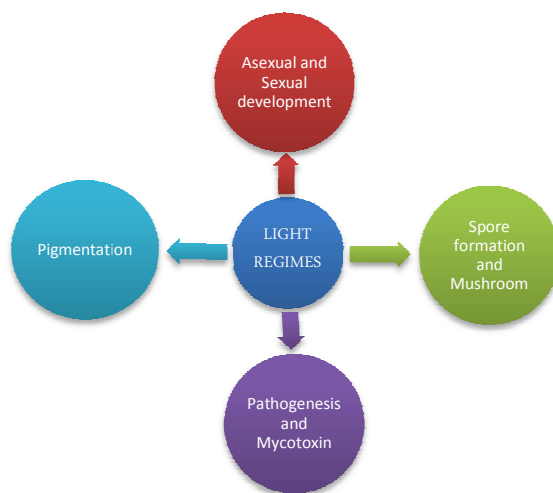 Asexual and
Sexual
development
Pigmentation
LIGHT
REGIMES
Spore
formation
and
Mushroom
Pathogenesis
and
Mycotoxin